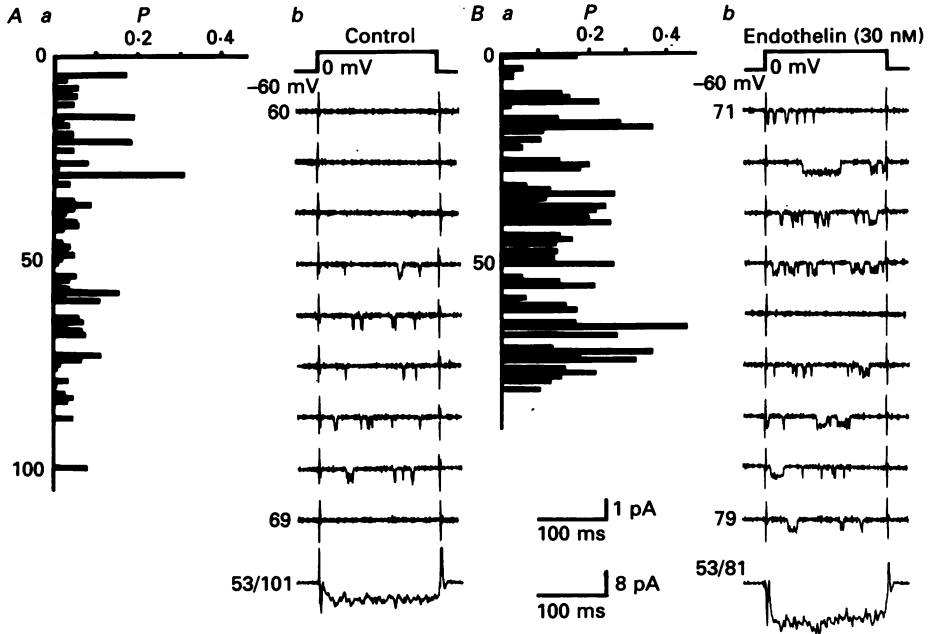 A a P b
0 0·2 0·4
Control
0 mV
–60 mV
60
50
100
69
53/101
B a P b
0 0·2 0·4
Endothelin (30 nM)
0 mV
–60 mV
71
50
79
53/81
1 pA
100 ms
8 pA
100 ms